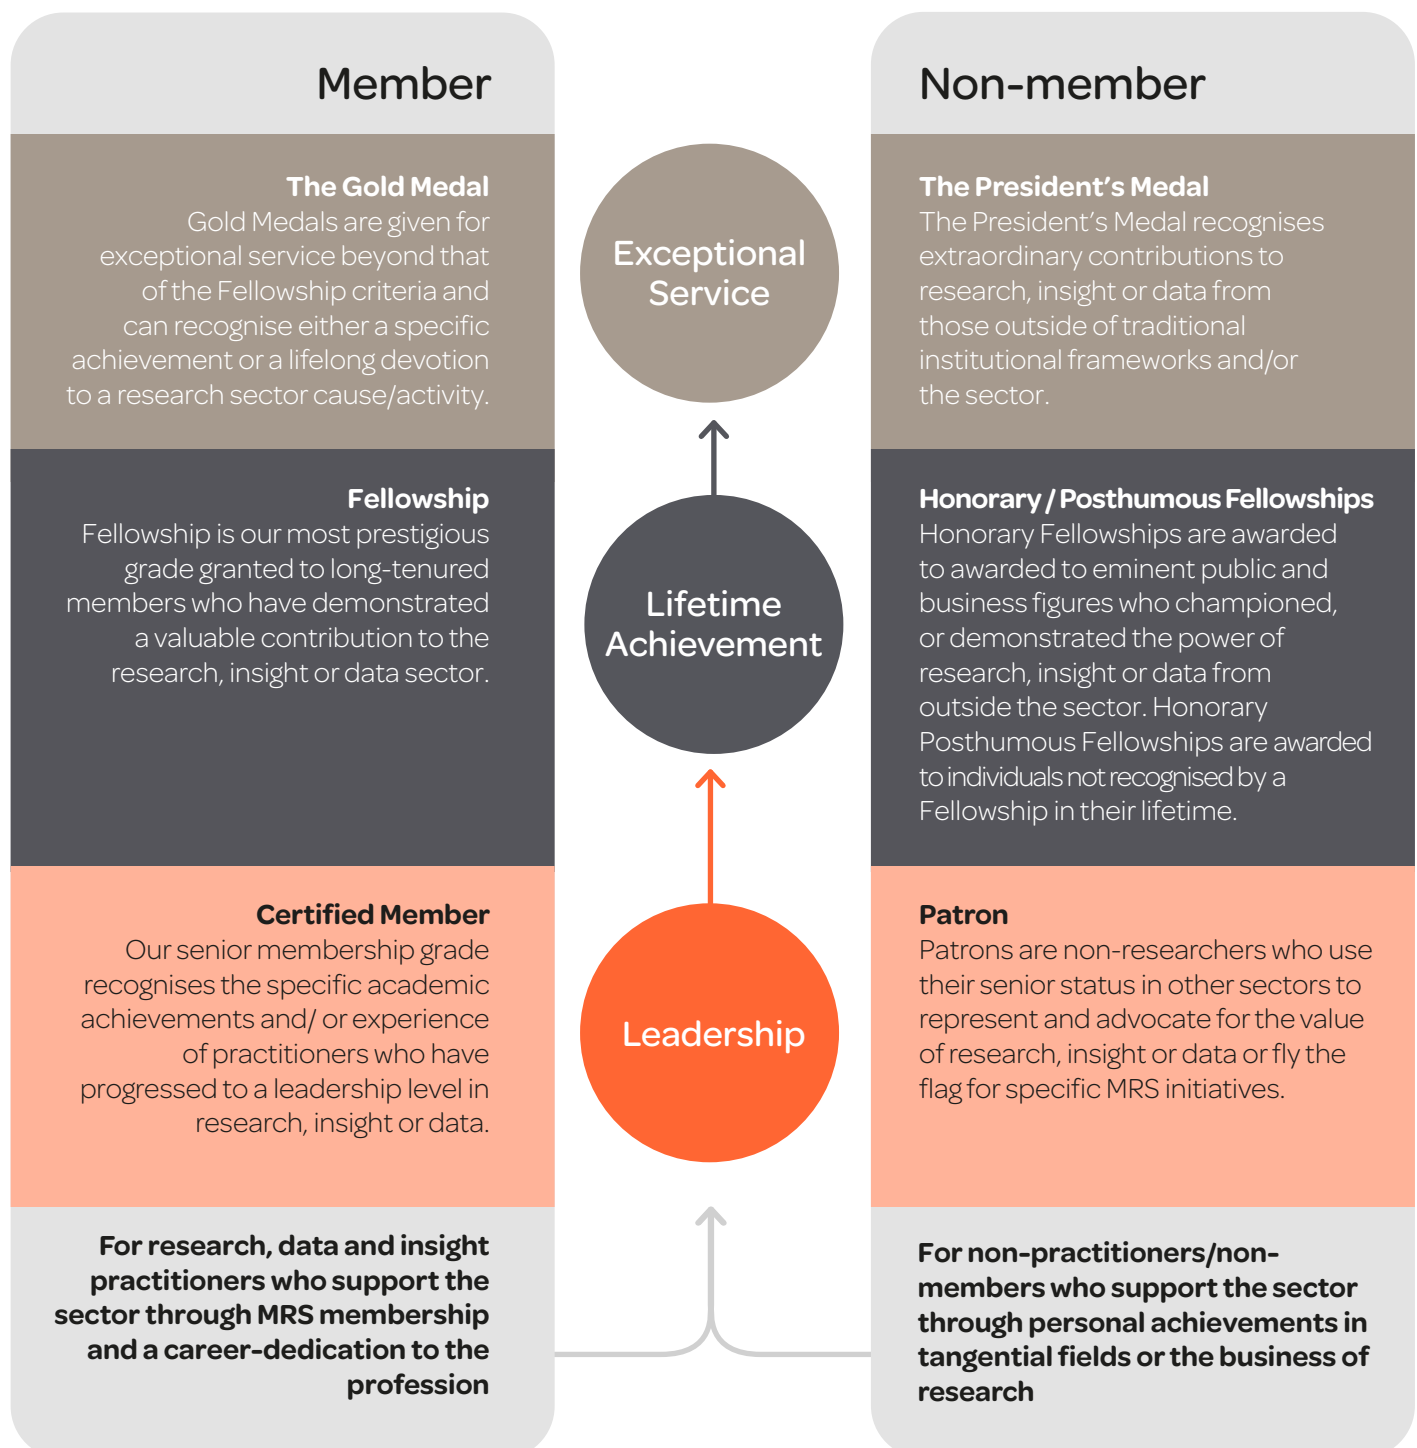 Member
The Gold Medal
Gold Medals are given for
exceptional service beyond that
of the Fellowship criteria and
can recognise either a specific
achievement or a lifelong devotion
to a research sector cause/activity.
Fellowship
Fellowship is our most prestigious
grade granted to long-tenured
members who have demonstrated
a valuable contribution to the
research, insight or data sector.
Certified Member
Our senior membership grade
recognises the specific academic
achievements and/ or experience
of practitioners who have
progressed to a leadership level in
research, insight or data.
For research, data and insight
practitioners who support the
sector through MRS membership
and a career-dedication to the
profession
Exceptional
Service
Lifetime
Achievement
Leadership
Non-member
The President's Medal
The President's Medal recognises
extraordinary contributions to
research, insight or data from
those outside of traditional
institutional frameworks and/or
the sector.
Honorary / Posthumous Fellowships
Honorary Fellowships are awarded
to awarded to eminent public and
business figures who championed,
or demonstrated the power of
research, insight or data from
outside the sector. Honorary
Posthumous Fellowships are awarded
to individuals not recognised by a
Fellowship in their lifetime.
Patron
Patrons are non-researchers who use
their senior status in other sectors to
represent and advocate for the value
of research, insight or data or fly the
flag for specific MRS initiatives.
For non-practitioners/non-
members who support the sector
through personal achievements in
tangential fields or the business of
research